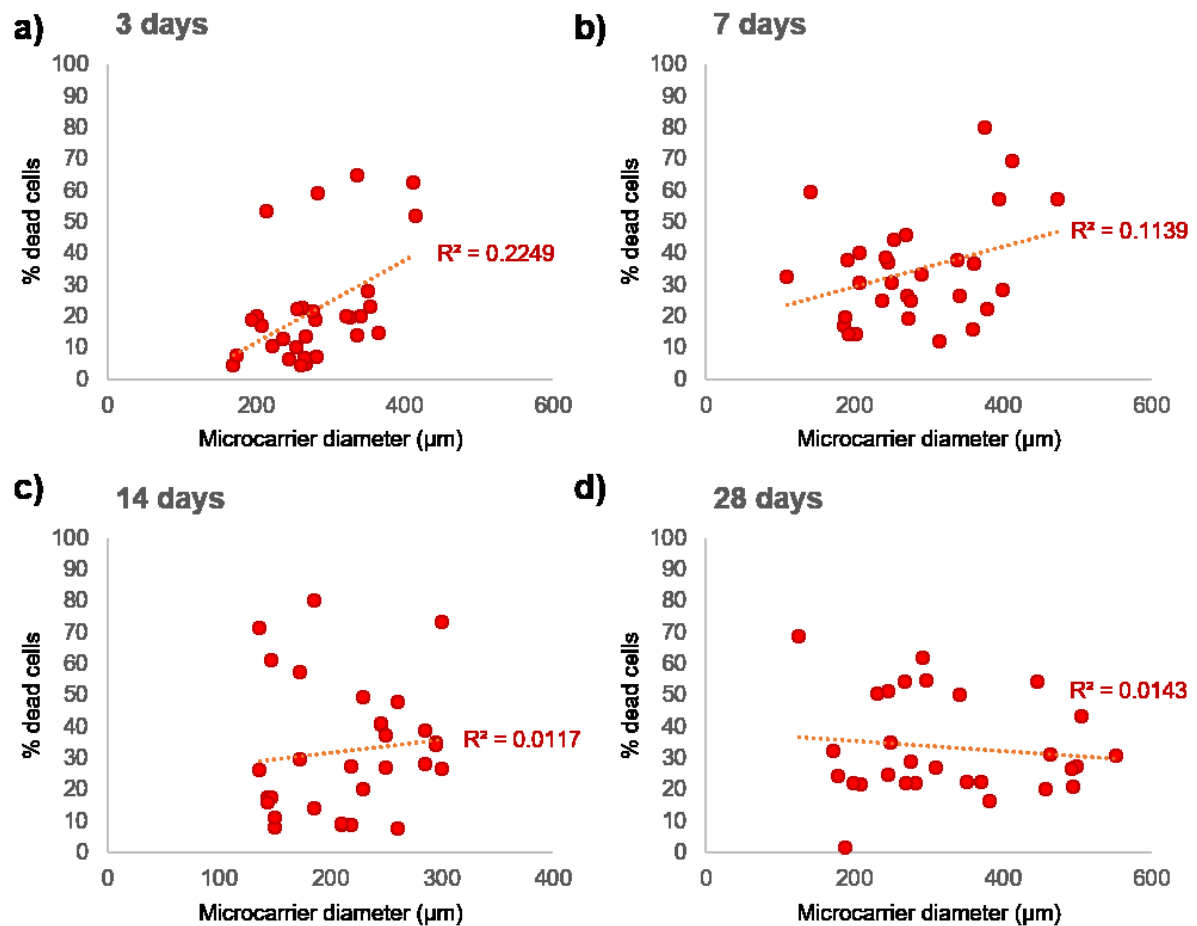 a) 3 days
100
90
80
70
60
50
40
30
20
10
0
% dead cells
R² = 0.2249
0 200 400 600
Microcarrier diameter (µm)
b) 7 days
100
90
80
70
60
50
40
30
20
10
0
% dead cells
R² = 0.1139
0 200 400 600
Microcarrier diameter (µm)
c) 14 days
100
90
80
70
60
50
40
30
20
10
0
% dead cells
R² = 0.0117
0 100 200 300 400
Microcarrier diameter (µm)
d) 28 days
100
90
80
70
60
50
40
30
20
10
0
% dead cells
R² = 0.0143
0 200 400 600
Microcarrier diameter (µm)